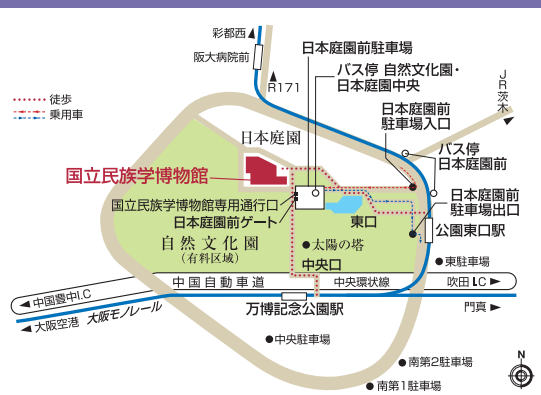 彩都西
阪大病院前
R171
日本庭園前駐車場
バス停 自然文化園・
日本庭園中央
JR茨木
徒歩
乗用車
日本庭園前
駐車場入口
日本庭園
バス停
日本庭園前
国立民族学博物館
国立民族学博物館専用通行口
日本庭園前ゲート
日本庭園前
駐車場出口
東口
公園東口駅
自然文化園
(有料区域)
太陽の塔
中央口
東駐車場
中国自動車道
中央環状線
吹田I.C
中国豊中I.C
大阪空港
大阪モノレール
万博記念公園駅
門真
中央駐車場
南第2駐車場
南第1駐車場
N